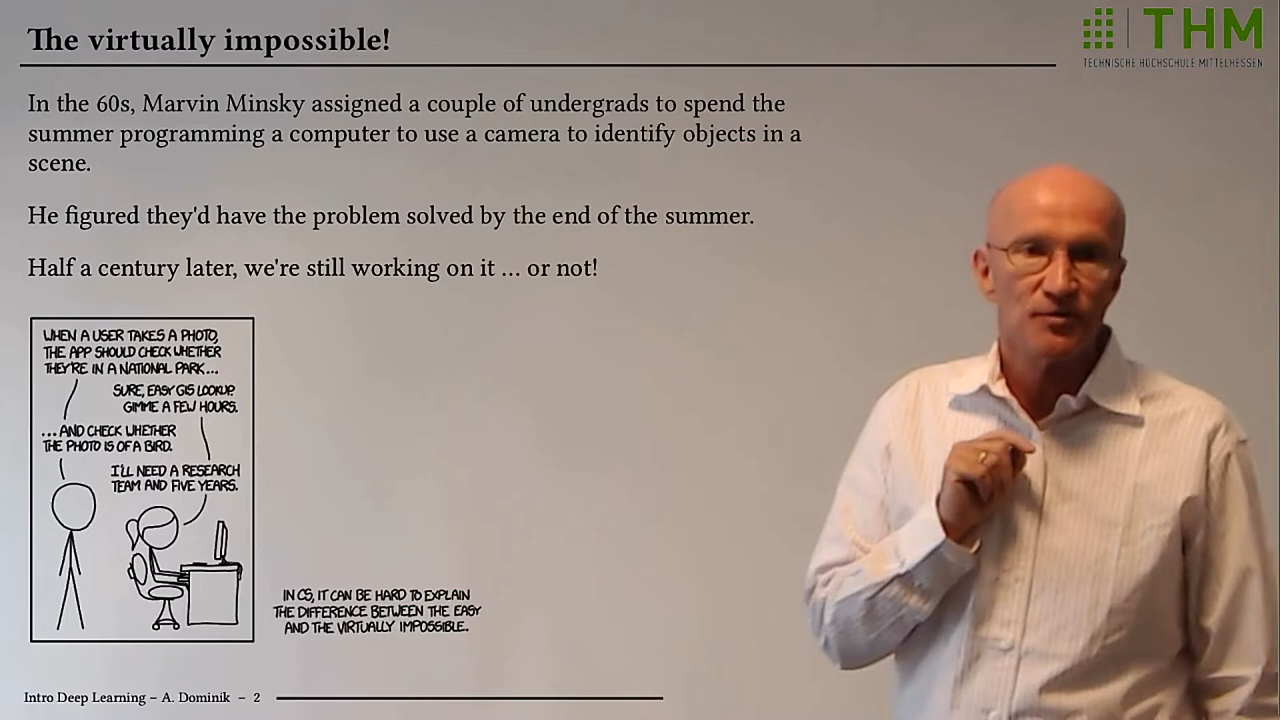 The virtually impossible!
THM
TECHNISCHE HOCHSCHULE MITTELHESSEN
In the 60s, Marvin Minsky assigned a couple of undergrads to spend the
summer programming a computer to use a camera to identify objects in a
scene.
He figured they'd have the problem solved by the end of the summer.
Half a century later, we're still working on it ... or not!
WHEN A USER TAKES A PHOTO,
THE APP SHOULD CHECK WHETHER
THEY'RE IN A NATIONAL PARK...
SURE, EASY GIS LOOKUP.
GIMME A FEW HOURS.
...AND CHECK WHETHER
THE PHOTO IS OF A BIRD.
I'LL NEED A RESEARCH
TEAM AND FIVE YEARS.
IN CS, IT CAN BE HARD TO EXPLAIN
THE DIFFERENCE BETWEEN THE EASY
AND THE VIRTUALLY IMPOSSIBLE.
Intro Deep Learning – A. Dominik – 2